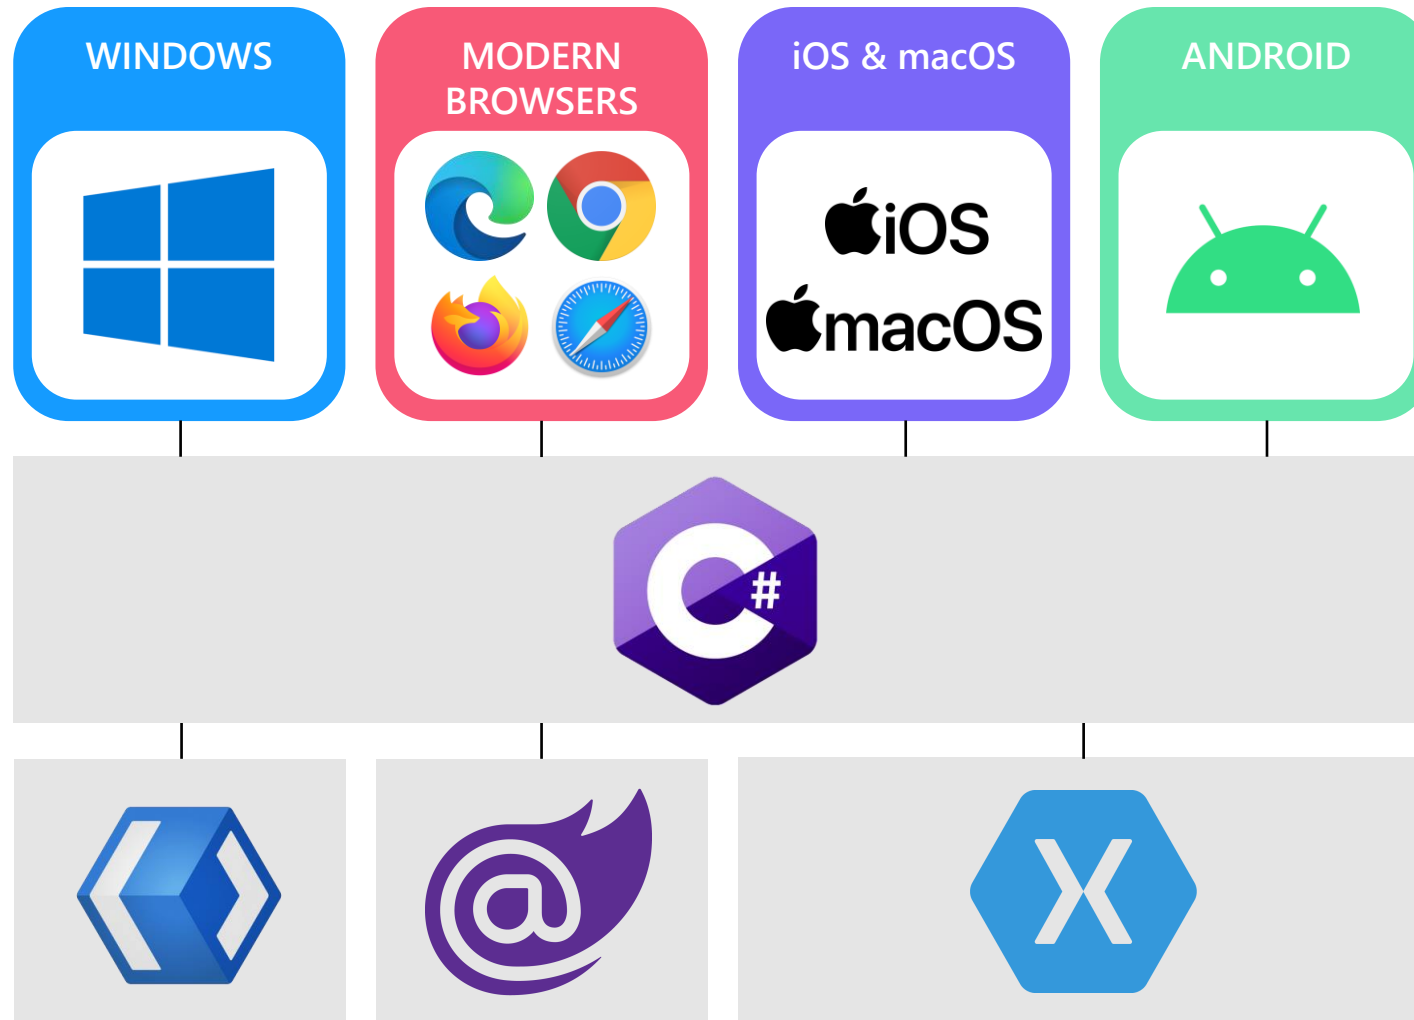 WINDOWS
MODERN
BROWSERS
iOS & macOS
ANDROID
iOS
macOS
C#
@
X